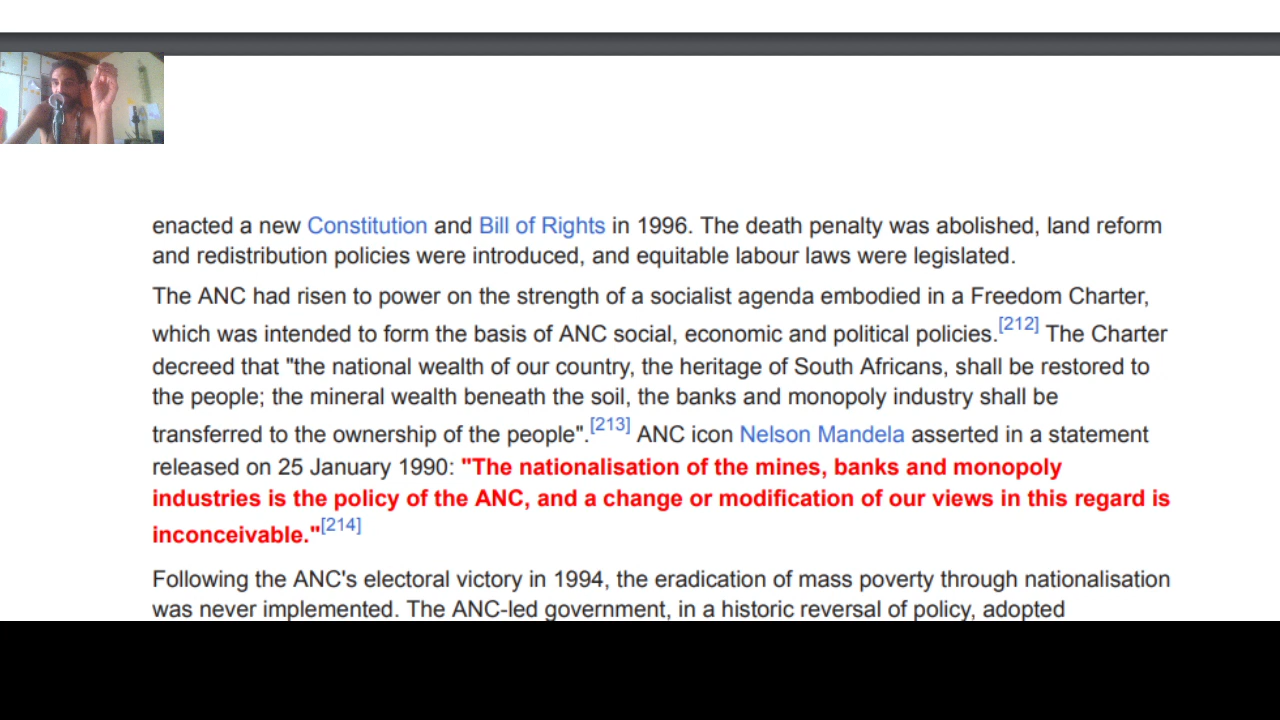 enacted a new Constitution and Bill of Rights in 1996. The death penalty was abolished, land reform
and redistribution policies were introduced, and equitable labour laws were legislated.
The ANC had risen to power on the strength of a socialist agenda embodied in a Freedom Charter,
which was intended to form the basis of ANC social, economic and political policies.[212] The Charter
decreed that "the national wealth of our country, the heritage of South Africans, shall be restored to
the people; the mineral wealth beneath the soil, the banks and monopoly industry shall be
transferred to the ownership of the people".[213] ANC icon Nelson Mandela asserted in a statement
released on 25 January 1990: "The nationalisation of the mines, banks and monopoly
industries is the policy of the ANC, and a change or modification of our views in this regard is
inconceivable."[214]
Following the ANC's electoral victory in 1994, the eradication of mass poverty through nationalisation
was never implemented. The ANC-led government, in a historic reversal of policy, adopted